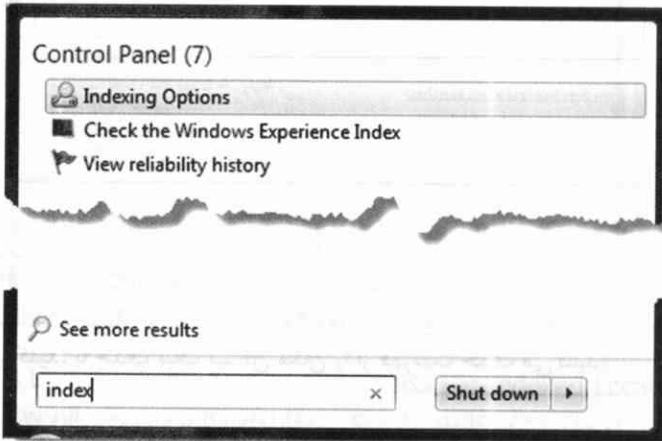 Control Panel (7)
Indexing Options
Check the Windows Experience Index
View reliability history
See more results
index
Shut down